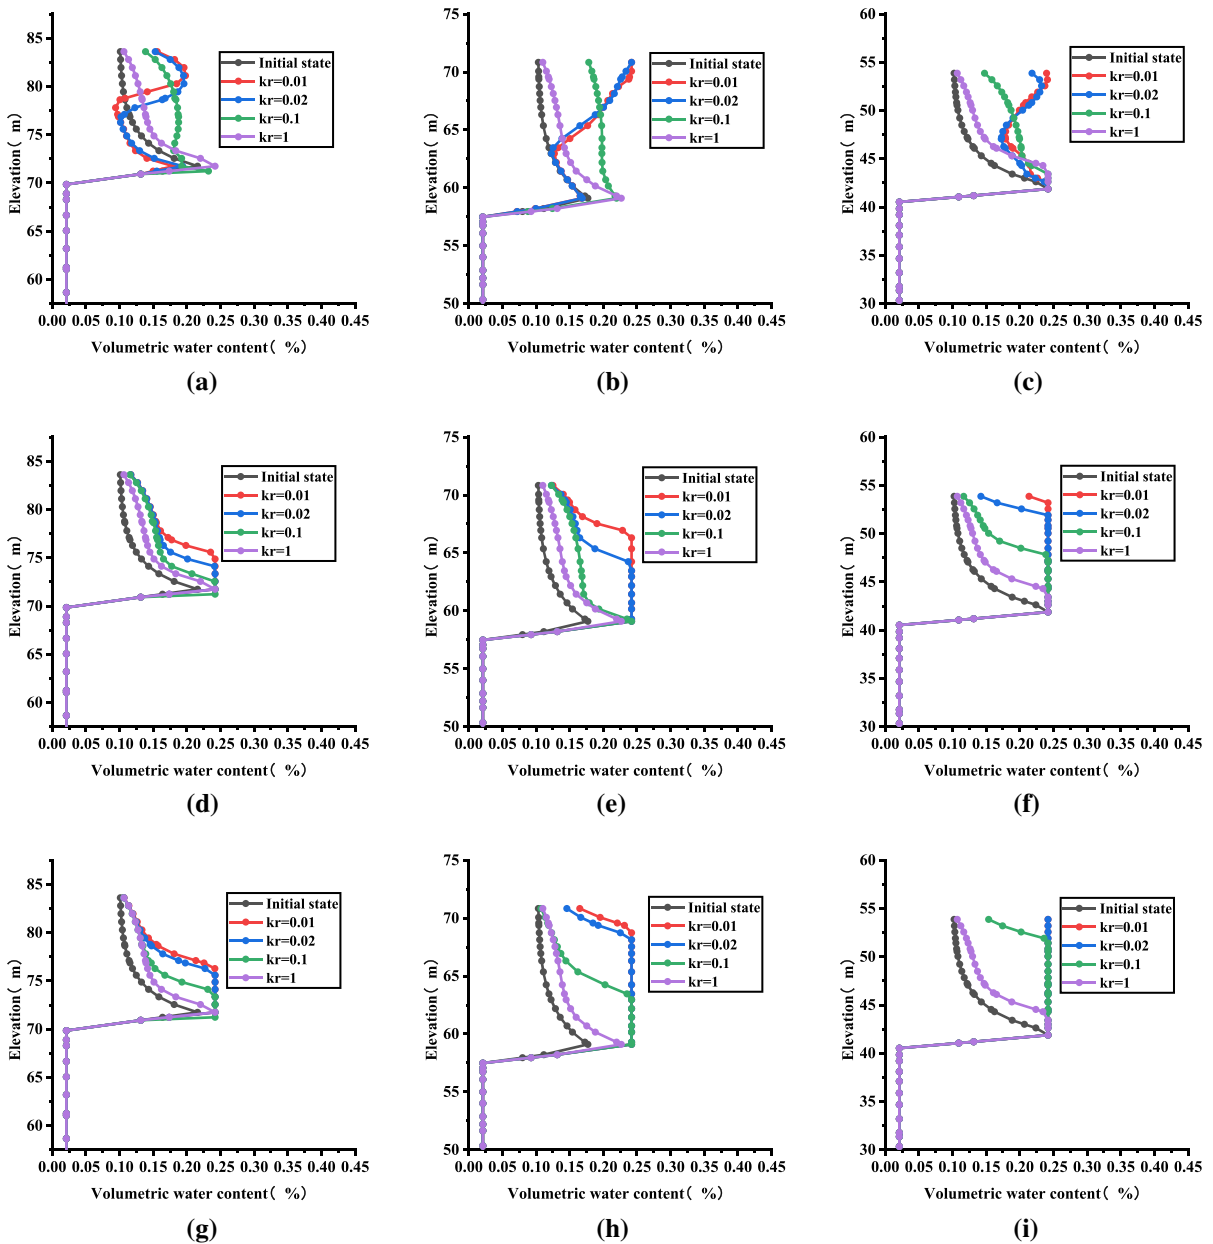 85
80
75
70
65
60
0.00 0.05 0.10 0.15 0.20 0.25 0.30 0.35 0.40 0.45
Elevation( m)
Volumetric water content( %)
Initial state
kr=0.01
kr=0.02
kr=0.1
kr=1
(a)
75
70
65
60
55
50
0.00 0.05 0.10 0.15 0.20 0.25 0.30 0.35 0.40 0.45
Elevation( m)
Volumetric water content( %)
Initial state
kr=0.01
kr=0.02
kr=0.1
kr=1
(b)
60
55
50
45
40
35
30
0.00 0.05 0.10 0.15 0.20 0.25 0.30 0.35 0.40 0.45
Elevation( m)
Volumetric water content( %)
Initial state
kr=0.01
kr=0.02
kr=0.1
kr=1
(c)
85
80
75
70
65
60
0.00 0.05 0.10 0.15 0.20 0.25 0.30 0.35 0.40 0.45
Elevation( m)
Volumetric water content( %)
Initial state
kr=0.01
kr=0.02
kr=0.1
kr=1
(d)
75
70
65
60
55
50
0.00 0.05 0.10 0.15 0.20 0.25 0.30 0.35 0.40 0.45
Elevation( m)
Volumetric water content( %)
Initial state
kr=0.01
kr=0.02
kr=0.1
kr=1
(e)
60
55
50
45
40
35
30
0.00 0.05 0.10 0.15 0.20 0.25 0.30 0.35 0.40 0.45
Elevation( m)
Volumetric water content( %)
Initial state
kr=0.01
kr=0.02
kr=0.1
kr=1
(f)
85
80
75
70
65
60
0.00 0.05 0.10 0.15 0.20 0.25 0.30 0.35 0.40 0.45
Elevation( m)
Volumetric water content( %)
Initial state
kr=0.01
kr=0.02
kr=0.1
kr=1
(g)
75
70
65
60
55
50
0.00 0.05 0.10 0.15 0.20 0.25 0.30 0.35 0.40 0.45
Elevation( m)
Volumetric water content( %)
Initial state
kr=0.01
kr=0.02
kr=0.1
kr=1
(h)
60
55
50
45
40
35
30
0.00 0.05 0.10 0.15 0.20 0.25 0.30 0.35 0.40 0.45
Elevation( m)
Volumetric water content( %)
Initial state
kr=0.01
kr=0.02
kr=0.1
kr=1
(i)